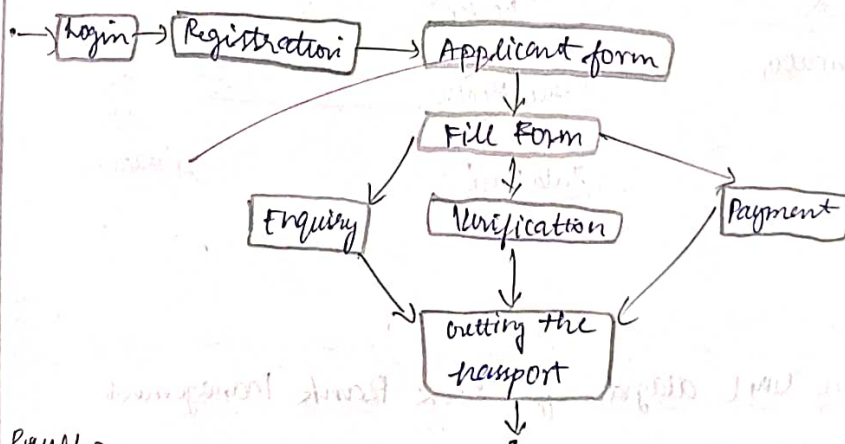 Login
Registration
Applicant form
Fill Form
Enquiry
Verification
Payment
Getting the
passport